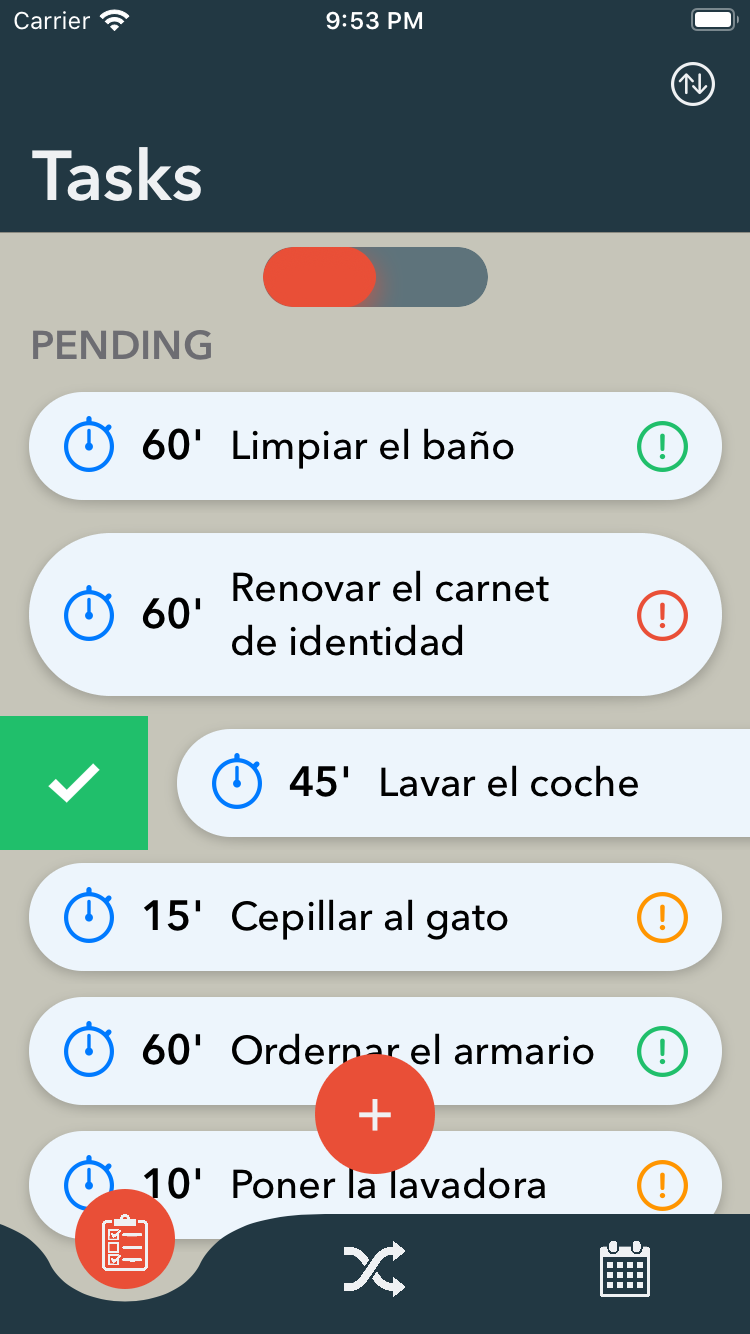 Carrier 9:53 PM
Tasks
PENDING
60' Limpiar el baño
60' Renovar el carnet
de identidad
45' Lavar el coche
15' Cepillar al gato
60' Ordernar el armario
10' Poner la lavadora